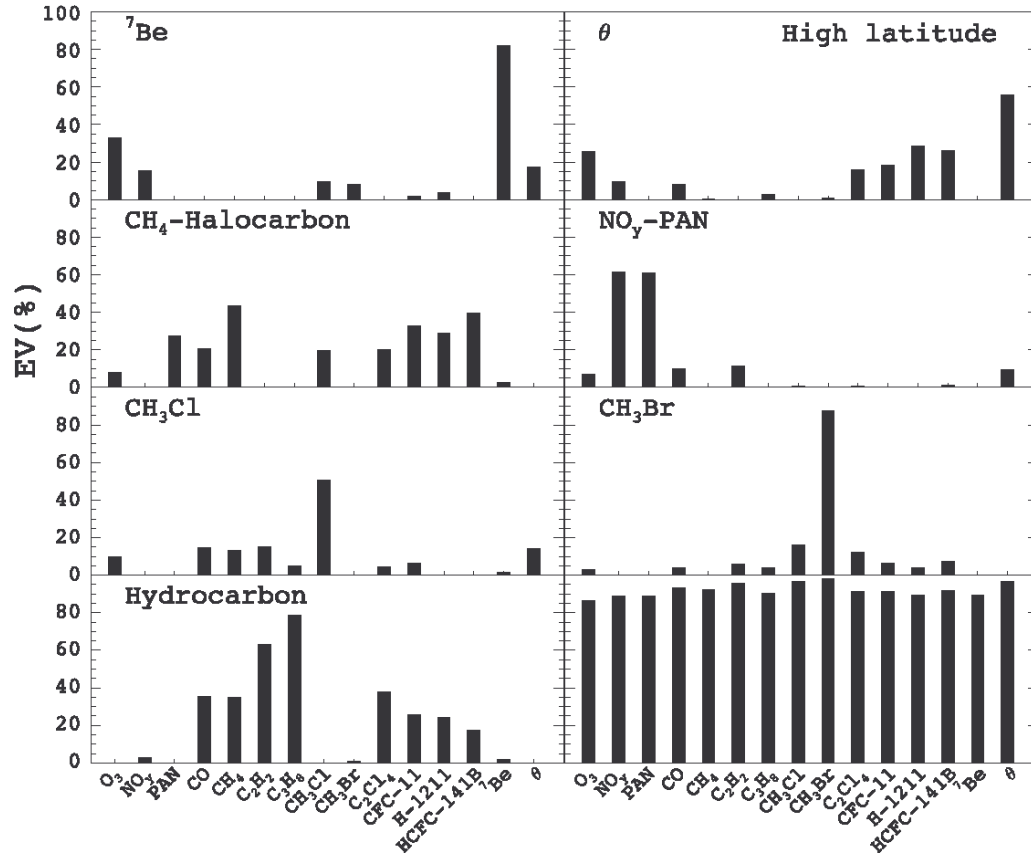 ⁷Be
θ High latitude
100
80
60
40
20
0
CH₄-Halocarbon
NOy-PAN
80
60
40
20
0
CH₃Cl
CH₃Br
80
60
40
20
0
Hydrocarbon
80
60
40
20
0
EV(%)
O₃ NOy PAN CO CH₄ C₂H₂ C₃H₈ CH₃Cl CH₃Br C₂Cl₄ CFC-11 H-1211 HCFC-141B ⁷Be θ
O₃ NOy PAN CO CH₄ C₂H₂ C₃H₈ CH₃Cl CH₃Br C₂Cl₄ CFC-11 H-1211 HCFC-141B ⁷Be θ